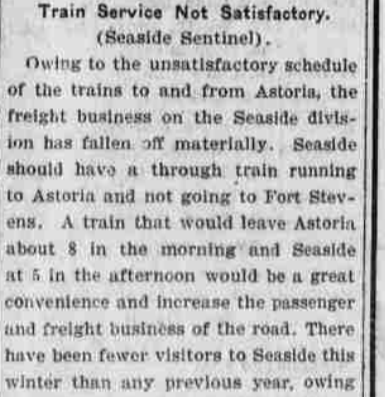 Train Service Not Satisfactory.
(Seaside Sentinel).
Owing to the unsatisfactory schedule
of the trains to and from Astoria, the
freight business on the Seaside divis-
ion has fallen off materially. Seaside
should have a through train running
to Astoria and not going to Fort Stev-
ens. A train that would leave Astoria
about 8 in the morning and Seaside
at 5 in the afternoon would be a great
convenience and increase the passenger
and freight business of the road. There
have been fewer visitors to Seaside this
winter than any previous year, owing